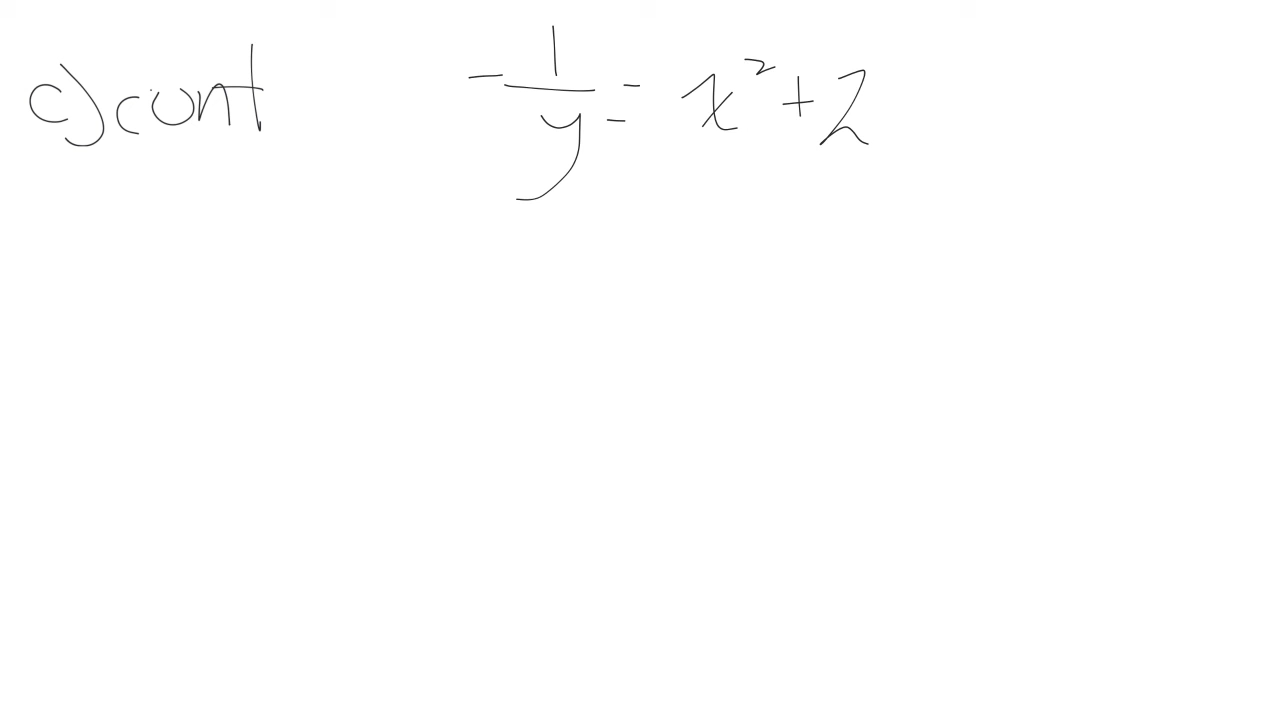 c) cont -1/y = x² + 2